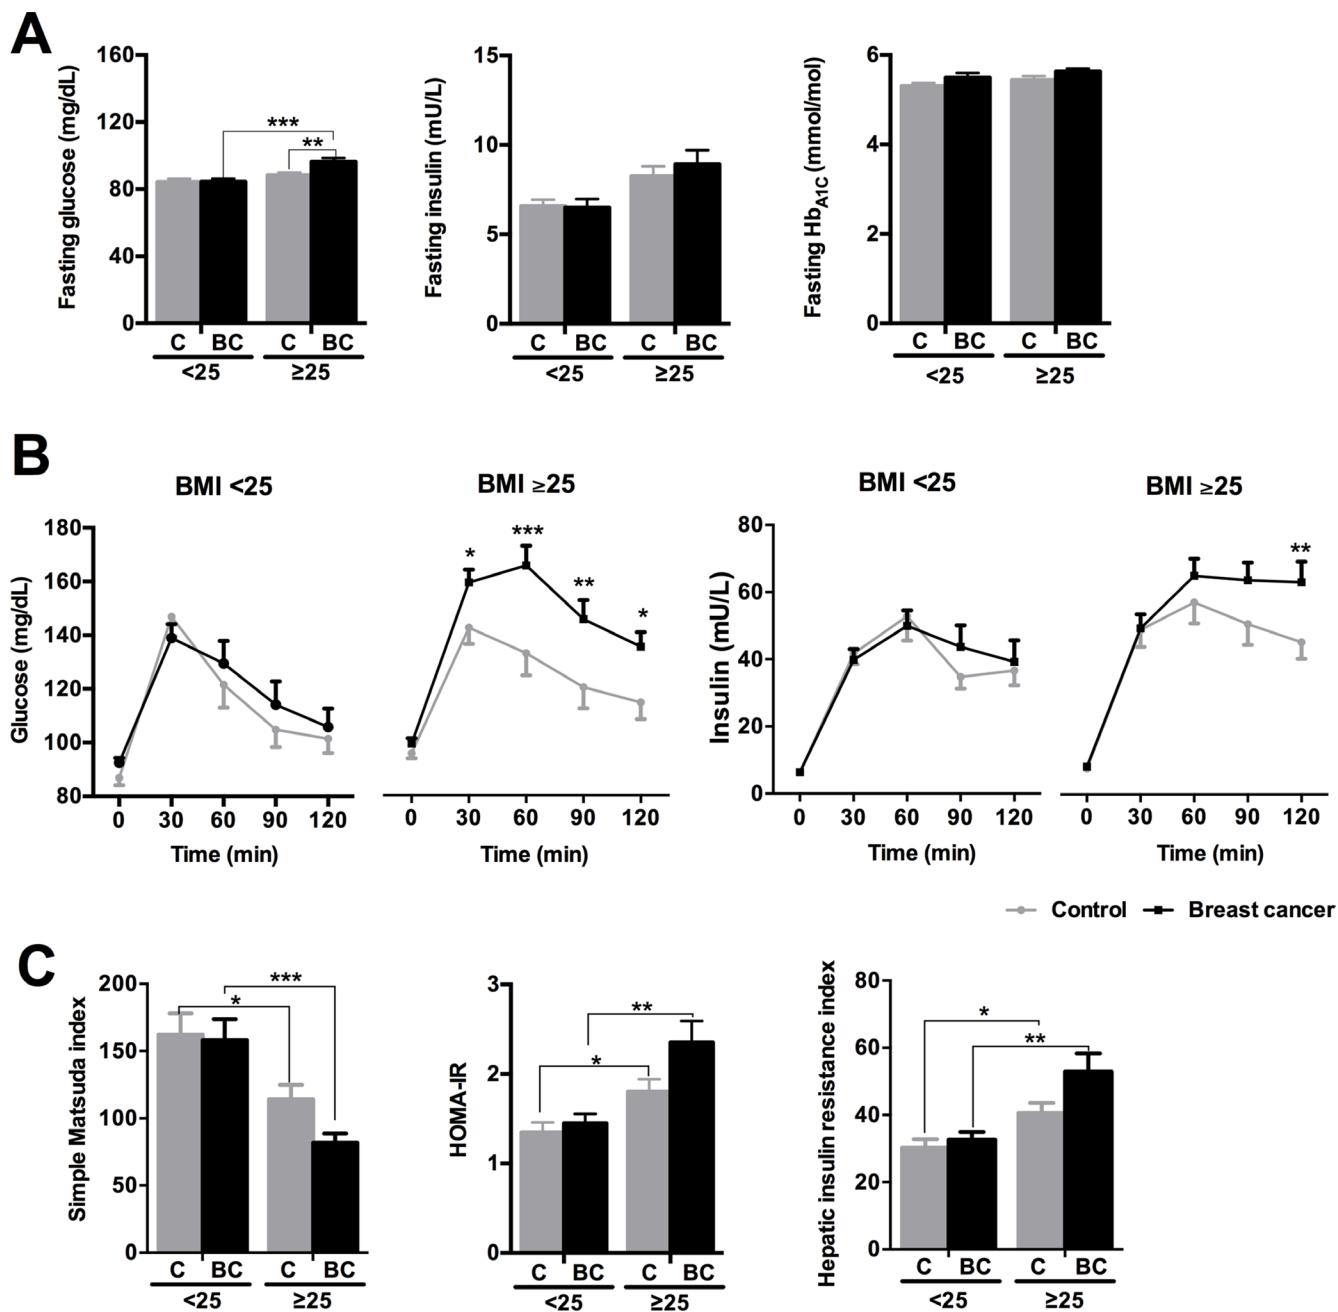 A
Fasting glucose (mg/dL)
160
120
80
40
0
***
**
C BC C BC
<25 ≥25
Fasting insulin (mU/L)
15
10
5
0
C BC C BC
<25 ≥25
Fasting HbA1C (mmol/mol)
6
4
2
0
C BC C BC
<25 ≥25
B
BMI <25
Glucose (mg/dL)
180
160
140
120
100
80
0 30 60 90 120
Time (min)
BMI ≥25
*
***
**
*
0 30 60 90 120
Time (min)
BMI <25
Insulin (mU/L)
80
60
40
20
0
0 30 60 90 120
Time (min)
BMI ≥25
**
0 30 60 90 120
Time (min)
Control Breast cancer
C
Simple Matsuda index
200
150
100
50
0
***
*
C BC C BC
<25 ≥25
HOMA-IR
3
2
1
0
**
*
C BC C BC
<25 ≥25
Hepatic insulin resistance index
80
60
40
20
0
*
**
C BC C BC
<25 ≥25